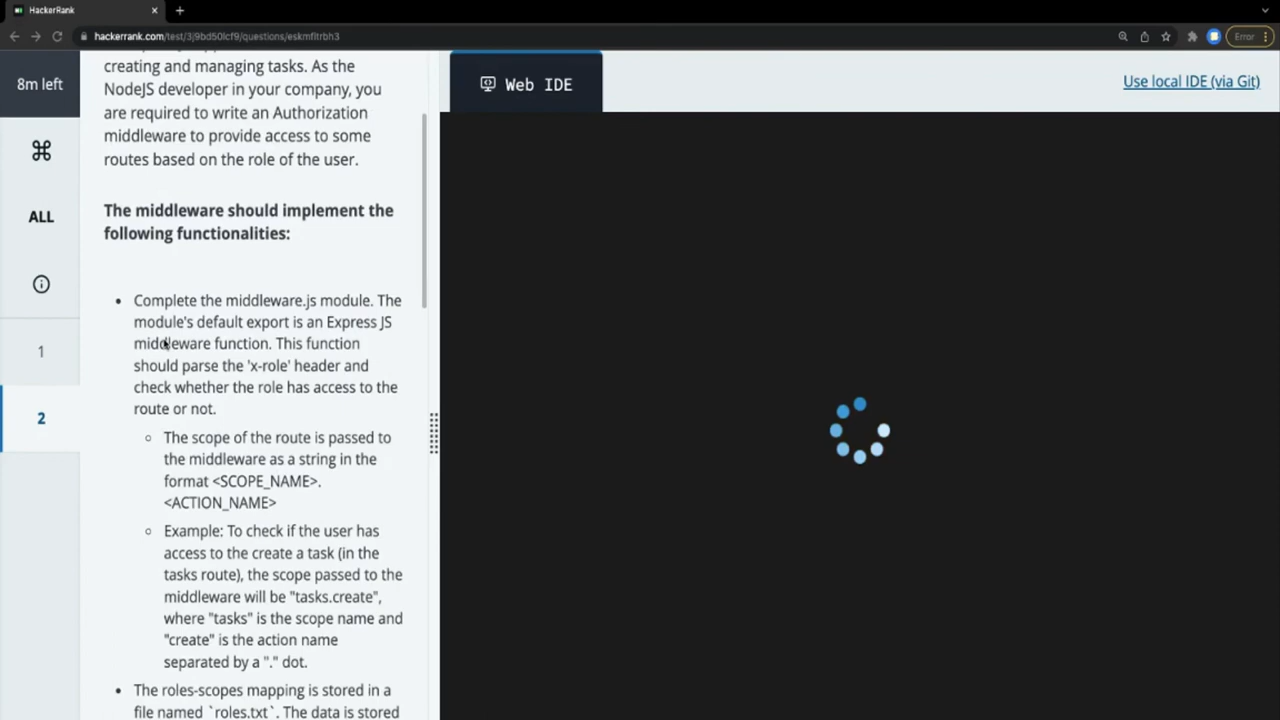 HackerRank
hackerrank.com/test/3j9bd50lcf9/questions/eskmfltrbh3
Error
8m left
ALL
1
2
creating and managing tasks. As the
NodeJS developer in your company, you
are required to write an Authorization
middleware to provide access to some
routes based on the role of the user.
The middleware should implement the
following functionalities:
• Complete the middleware.js module. The
module's default export is an Express JS
middleware function. This function
should parse the 'x-role' header and
check whether the role has access to the
route or not.
○ The scope of the route is passed to
the middleware as a string in the
format <SCOPE_NAME>.
<ACTION_NAME>
○ Example: To check if the user has
access to the create a task (in the
tasks route), the scope passed to the
middleware will be "tasks.create",
where "tasks" is the scope name and
"create" is the action name
separated by a "." dot.
• The roles-scopes mapping is stored in a
file named `roles.txt`. The data is stored
Web IDE
Use local IDE (via Git)